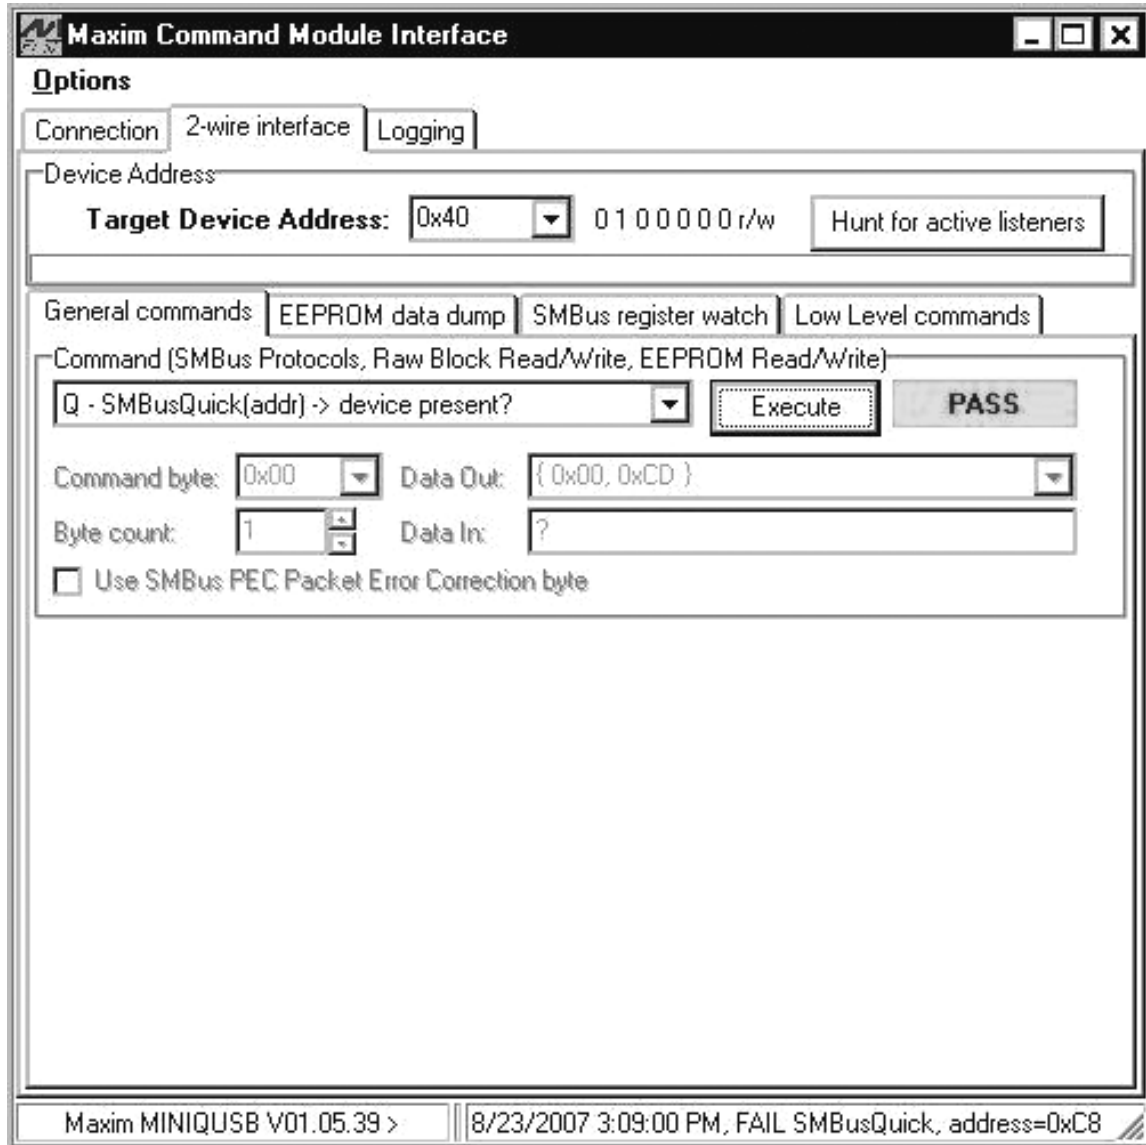 Maxim Command Module Interface
Options
Connection 2-wire interface Logging
Device Address
Target Device Address: 0x40 0 1 0 0 0 0 0 r/w Hunt for active listeners
General commands EEPROM data dump SMBus register watch Low Level commands
Command (SMBus Protocols, Raw Block Read/Write, EEPROM Read/Write)
Q - SMBusQuick(addr) -> device present? Execute PASS
Command byte: 0x00 Data Out: { 0x00, 0xCD }
Byte count: 1 Data In: ?
Use SMBus PEC Packet Error Correction byte
Maxim MINIQUSB V01.05.39 > 8/23/2007 3:09:00 PM, FAIL SMBusQuick, address=0xC8